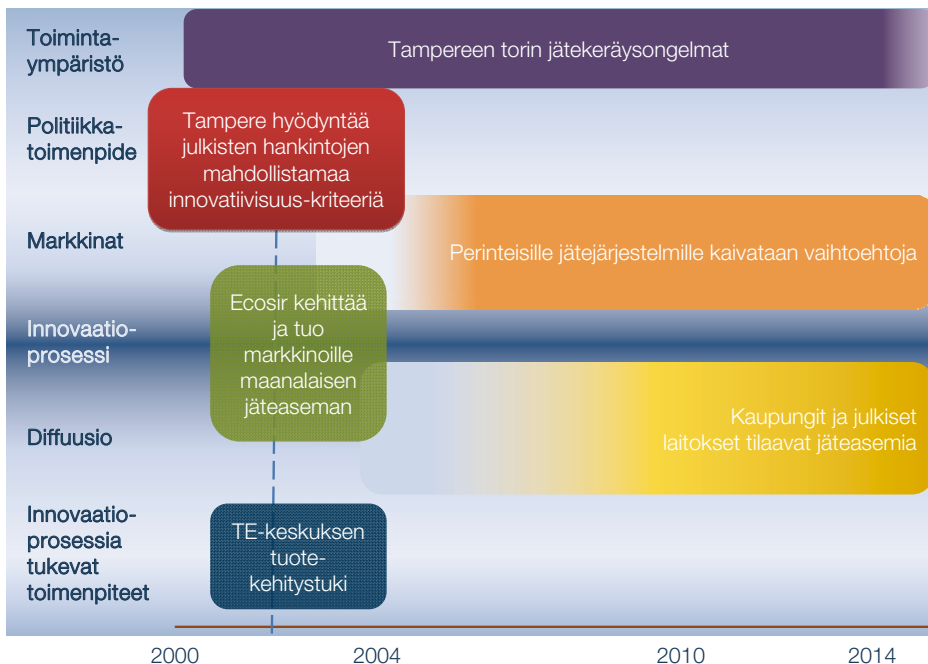 Toiminta-
ympäristö
Tampereen torin jätekeräysongelmat
Politiikka-
toimenpide
Tampere hyödyntää
julkisten hankintojen
mahdollistamaa
innovatiivisuus-kriteeriä
Markkinat
Perinteisille jätejärjestelmille kaivataan vaihtoehtoja
Innovaatio-
prosessi
Ecosir kehittää
ja tuo
markkinoille
maanalaisen
jäteaseman
Diffuusio
Kaupungit ja julkiset
laitokset tilaavat jäteasemia
Innovaatio-
prosessia
tukevat
toimenpiteet
TE-keskuksen
tuote-
kehitystuki
2000
2004
2010
2014